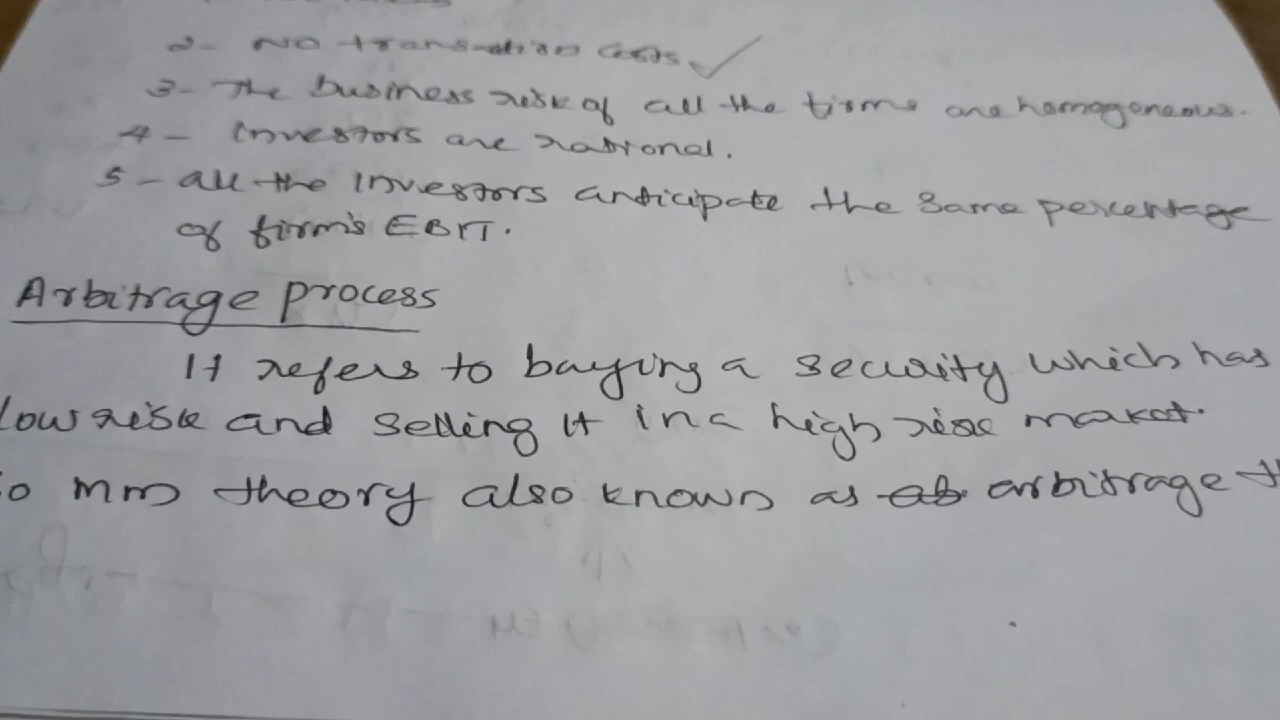 2- No transaction costs ✓
3- The business risk of all the firms are homogeneous.
4- Investors are rational.
5- all the investors anticipate the same percentage
of firm's EBIT.
Arbitrage process
It refers to buying a security which has
low risk and selling it in a high risk market.
so mm theory also known as as arbitrage